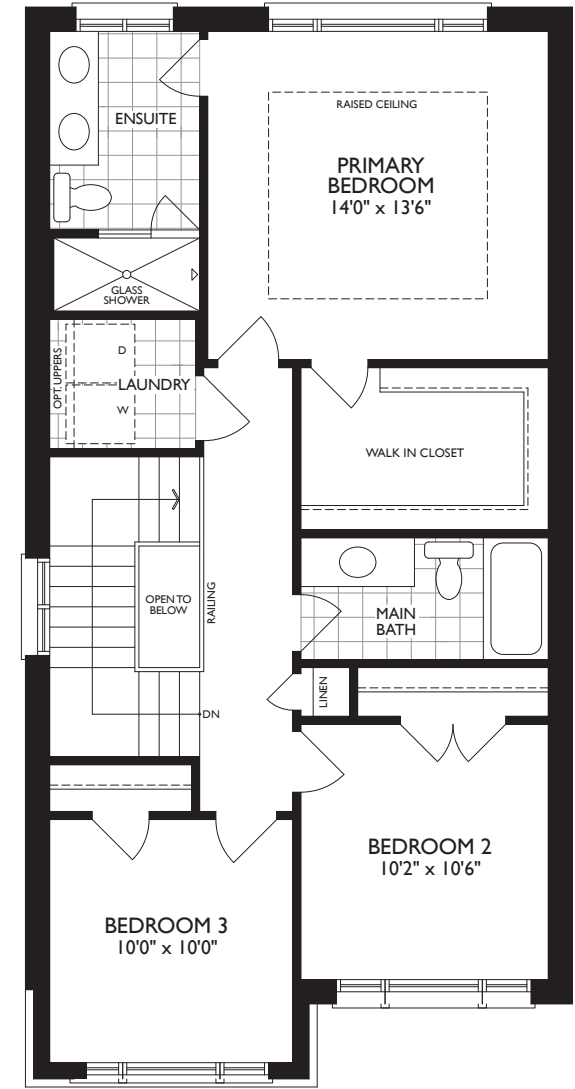 ENSUITE
RAISED CEILING
PRIMARY
BEDROOM
14'0" x 13'6"
GLASS
SHOWER
OPT. UPPERS
D
LAUNDRY
W
WALK IN CLOSET
OPEN TO
BELOW
RAILING
MAIN
BATH
LINEN
DN
BEDROOM 2
10'2" x 10'6"
BEDROOM 3
10'0" x 10'0"